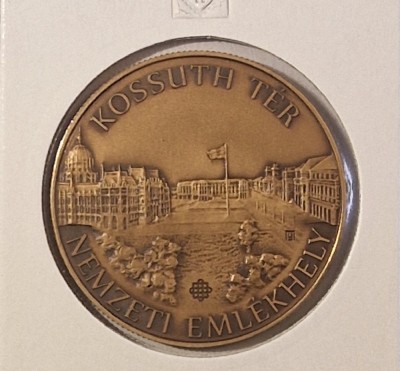 KOSSUTH TÉR
NEMZETI EMLÉKHELY